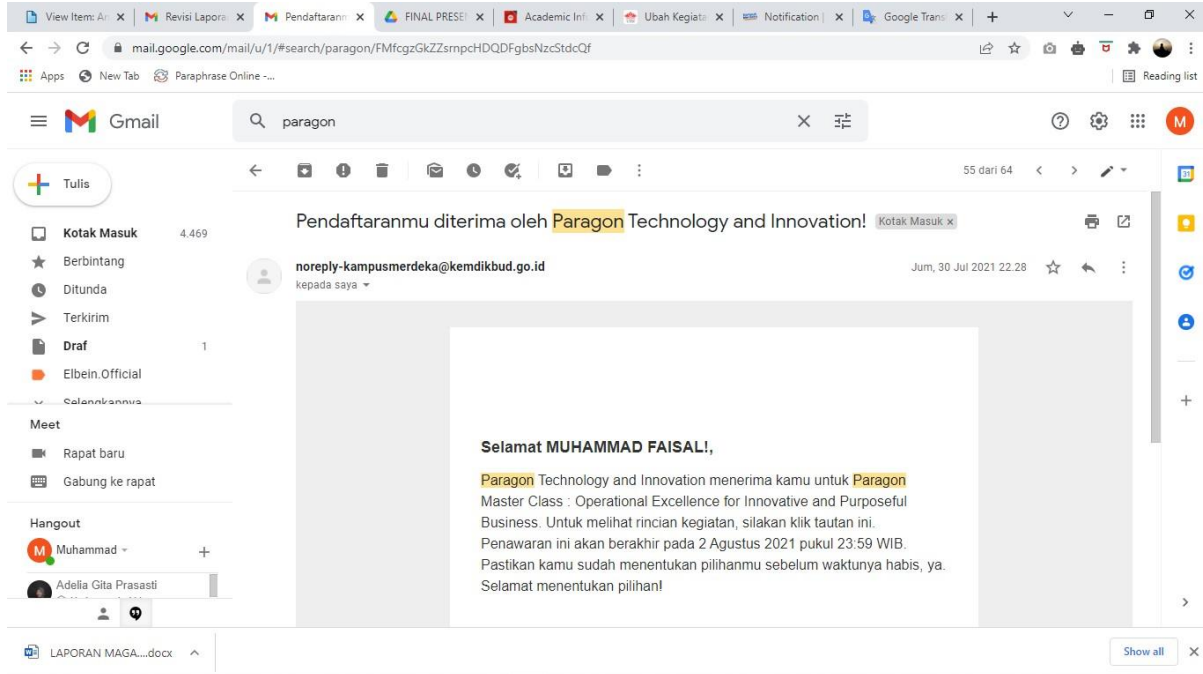 View Item: An
Revisi Lapora
Pendaftarann
FINAL PRESE
Academic Inf
Ubah Kegiata
Notification |
Google Trans
mail.google.com/mail/u/1/#search/paragon/FMfcgzGkZZsrnpcHDQDFgbsNzcStdcQf
Apps New Tab Paraphrase Online -... Reading list
Gmail paragon M
Tulis 55 dari 64
Pendaftaranmu diterima oleh Paragon Technology and Innovation! Kotak Masuk x
Kotak Masuk 4.469
Berbintang
Ditunda
Terkirim
Draf 1
Elbein.Official
Selengkapnya
Meet
Rapat baru
Gabung ke rapat
Hangout
M Muhammad
Adelia Gita Prasasti
noreply-kampusmerdeka@kemdikbud.go.id Jum, 30 Jul 2021 22.28
kepada saya
Selamat MUHAMMAD FAISAL!,
Paragon Technology and Innovation menerima kamu untuk Paragon
Master Class : Operational Excellence for Innovative and Purposeful
Business. Untuk melihat rincian kegiatan, silakan klik tautan ini.
Penawaran ini akan berakhir pada 2 Agustus 2021 pukul 23:59 WIB.
Pastikan kamu sudah menentukan pilihanmu sebelum waktunya habis, ya.
Selamat menentukan pilihan!
LAPORAN MAGA....docx Show all